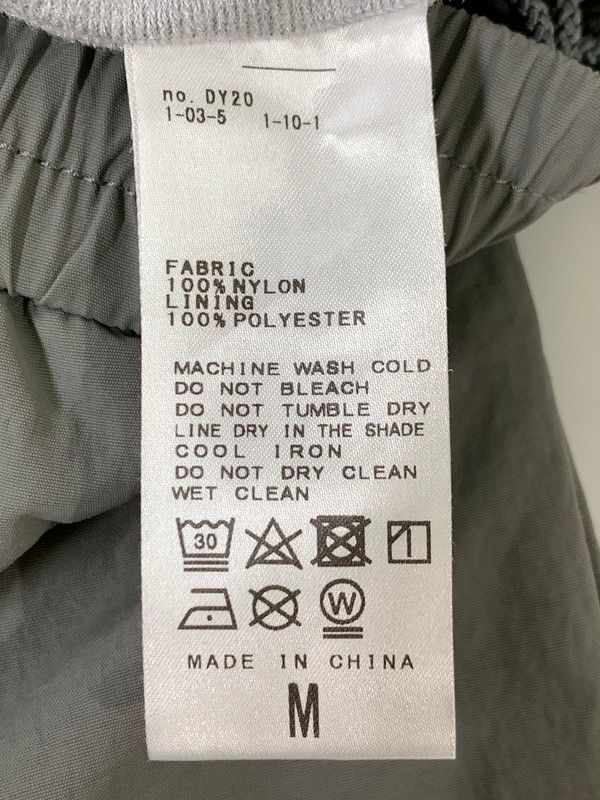 no. DY20
1-03-5 1-10-1
FABRIC
100%NYLON
LINING
100%POLYESTER
MACHINE WASH COLD
DO NOT BLEACH
DO NOT TUMBLE DRY
LINE DRY IN THE SHADE
COOL IRON
DO NOT DRY CLEAN
WET CLEAN
30
W
MADE IN CHINA
M